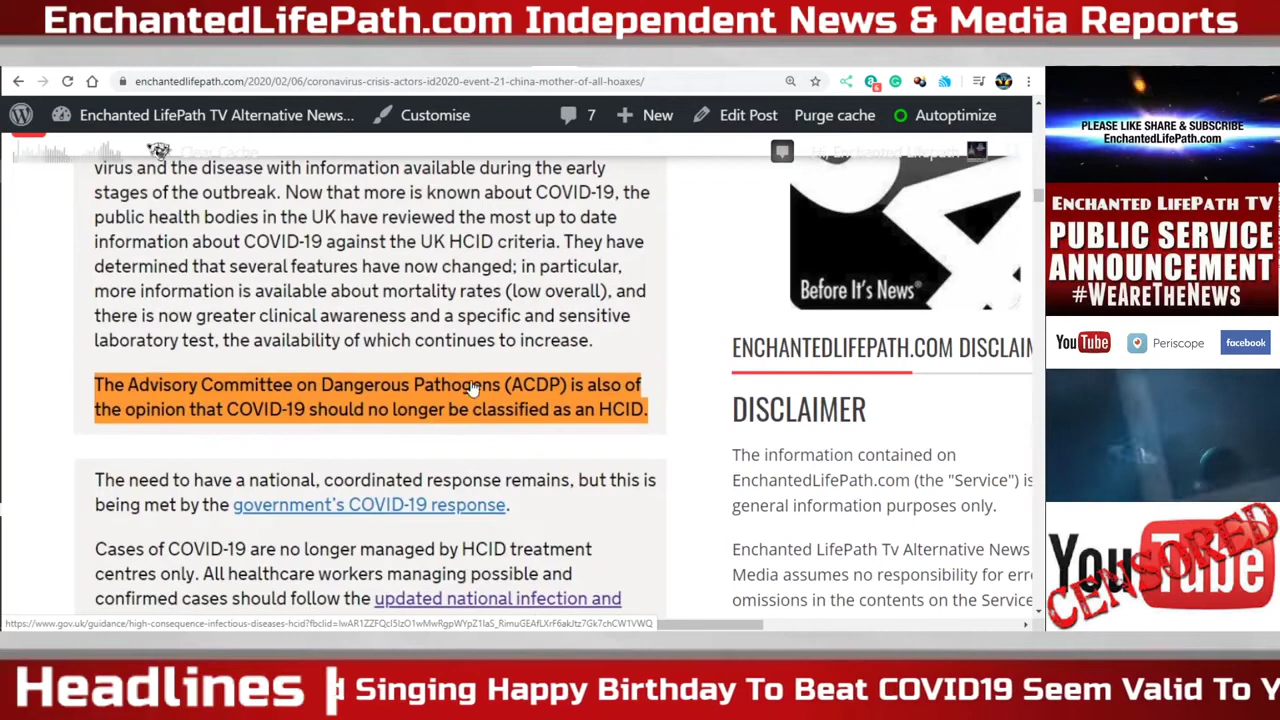 EnchantedLifePath.com Independent News & Media Reports
enchantedlifepath.com/2020/02/06/coronavirus-crisis-actors-id2020-event-21-china-mother-of-all-hoaxes/
Enchanted LifePath TV Alternative News... Customise 7 New Edit Post Purge cache Autoptimize
Clear Cache Hi, Enchanted Lifepath
virus and the disease with information available during the early
stages of the outbreak. Now that more is known about COVID-19, the
public health bodies in the UK have reviewed the most up to date
information about COVID-19 against the UK HCID criteria. They have
determined that several features have now changed; in particular,
more information is available about mortality rates (low overall), and
there is now greater clinical awareness and a specific and sensitive
laboratory test, the availability of which continues to increase.
The Advisory Committee on Dangerous Pathogens (ACDP) is also of
the opinion that COVID-19 should no longer be classified as an HCID.
The need to have a national, coordinated response remains, but this is
being met by the government's COVID-19 response.
Cases of COVID-19 are no longer managed by HCID treatment
centres only. All healthcare workers managing possible and
confirmed cases should follow the updated national infection and
Before It's News®
ENCHANTEDLIFEPATH.COM DISCLAIM
DISCLAIMER
The information contained on
EnchantedLifePath.com (the "Service") is
general information purposes only.
Enchanted LifePath Tv Alternative News
Media assumes no responsibility for erro
omissions in the contents on the Service
PLEASE LIKE SHARE & SUBSCRIBE
EnchantedLifePath.com
ENCHANTED LIFEPATH TV
PUBLIC SERVICE
ANNOUNCEMENT
#WEARETHENEWS
YouTube Periscope facebook
YouTube
CENSORED
Headlines | d Singing Happy Birthday To Beat COVID19 Seem Valid To Y